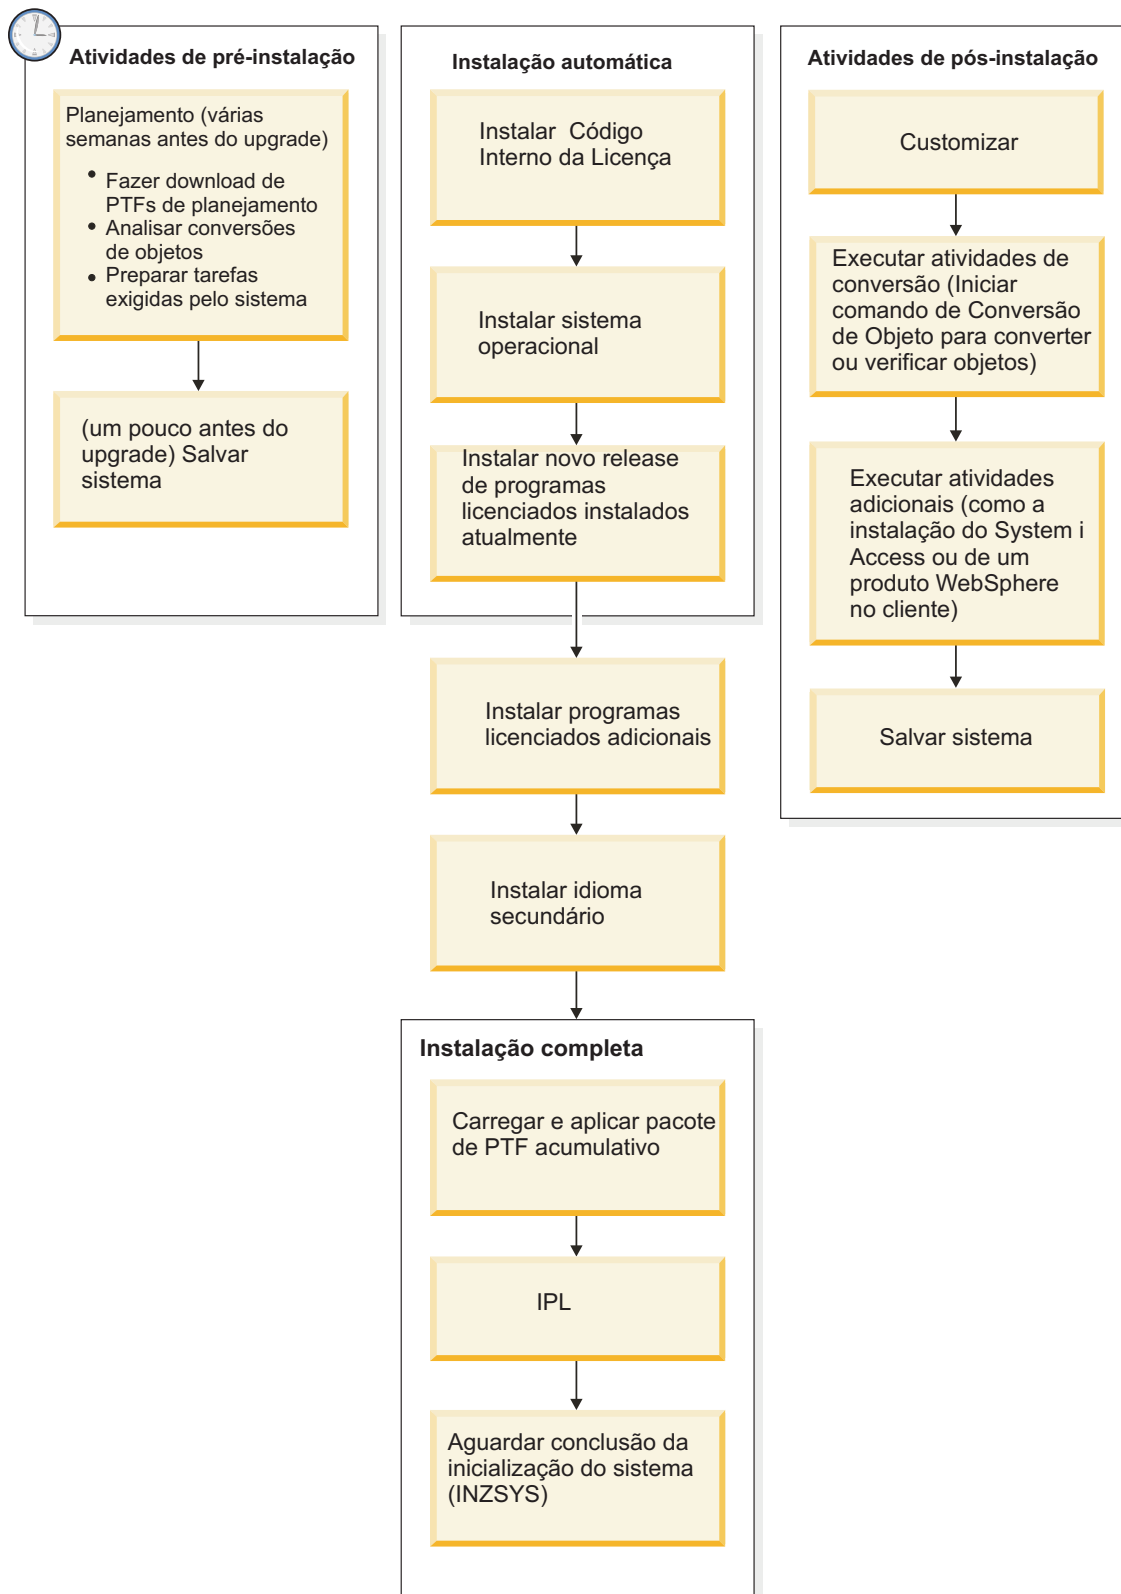 Atividades de pré-instalação
Planejamento (várias
semanas antes do upgrade)
• Fazer download de
PTFs de planejamento
• Analisar conversões
de objetos
• Preparar tarefas
exigidas pelo sistema
(um pouco antes do
upgrade) Salvar
sistema
Instalação automática
Instalar Código
Interno da Licença
Instalar sistema
operacional
Instalar novo release
de programas
licenciados instalados
atualmente
Instalar programas
licenciados adicionais
Instalar idioma
secundário
Instalação completa
Carregar e aplicar pacote
de PTF acumulativo
IPL
Aguardar conclusão da
inicialização do sistema
(INZSYS)
Atividades de pós-instalação
Customizar
Executar atividades de
conversão (Iniciar
comando de Conversão
de Objeto para converter
ou verificar objetos)
Executar atividades
adicionais (como a
instalação do System i
Access ou de um
produto WebSphere
no cliente)
Salvar sistema